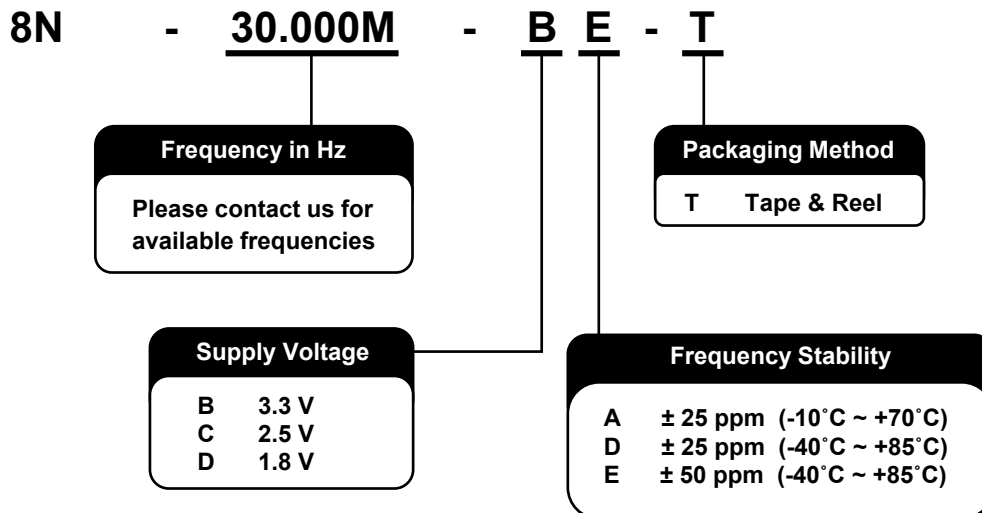 8N - 30.000M - B E - T
Frequency in Hz
Please contact us for
available frequencies
Packaging Method
T Tape & Reel
Supply Voltage
B 3.3 V
C 2.5 V
D 1.8 V
Frequency Stability
A ± 25 ppm (-10˚C ~ +70˚C)
D ± 25 ppm (-40˚C ~ +85˚C)
E ± 50 ppm (-40˚C ~ +85˚C)